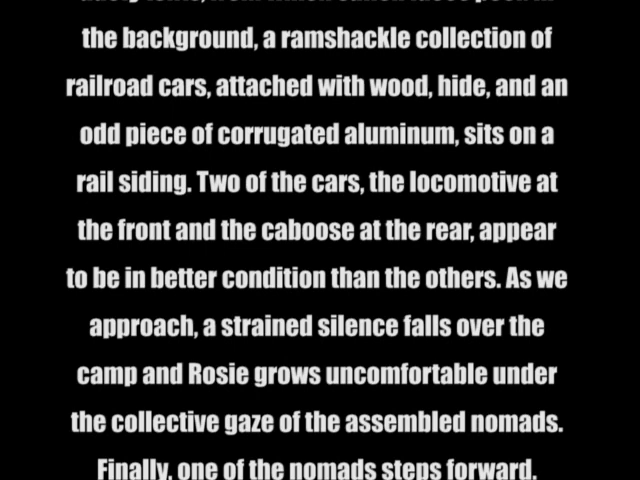 the background, a ramshackle collection of
railroad cars, attached with wood, hide, and an
odd piece of corrugated aluminum, sits on a
rail siding. Two of the cars, the locomotive at
the front and the caboose at the rear, appear
to be in better condition than the others. As we
approach, a strained silence falls over the
camp and Rosie grows uncomfortable under
the collective gaze of the assembled nomads.
Finally, one of the nomads steps forward.